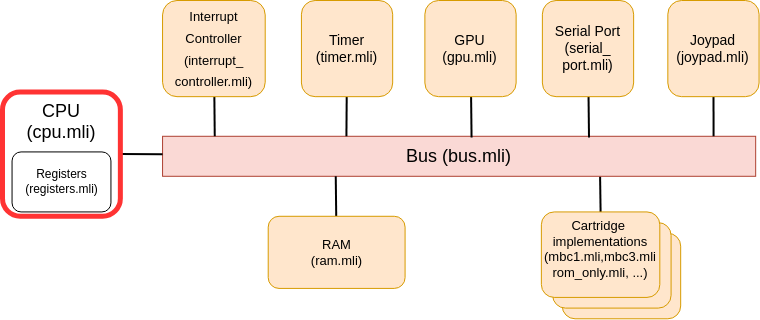 Interrupt
Controller
(interrupt_
controller.mli)
Timer
(timer.mli)
GPU
(gpu.mli)
Serial Port
(serial_
port.mli)
Joypad
(joypad.mli)
CPU
(cpu.mli)
Registers
(registers.mli)
Bus (bus.mli)
RAM
(ram.mli)
Cartridge
implementations
(mbc1.mli,mbc3.mli
rom_only.mli, ...)